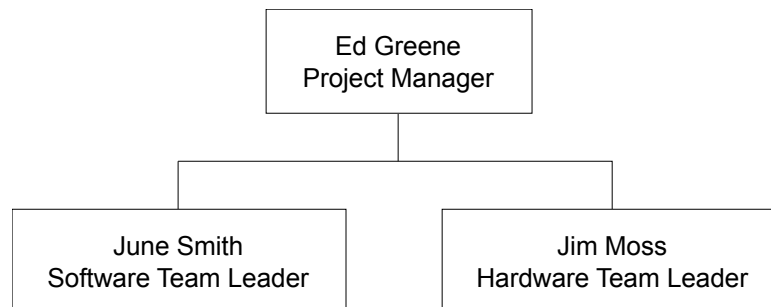 Ed Greene
Project Manager
June Smith
Software Team Leader
Jim Moss
Hardware Team Leader